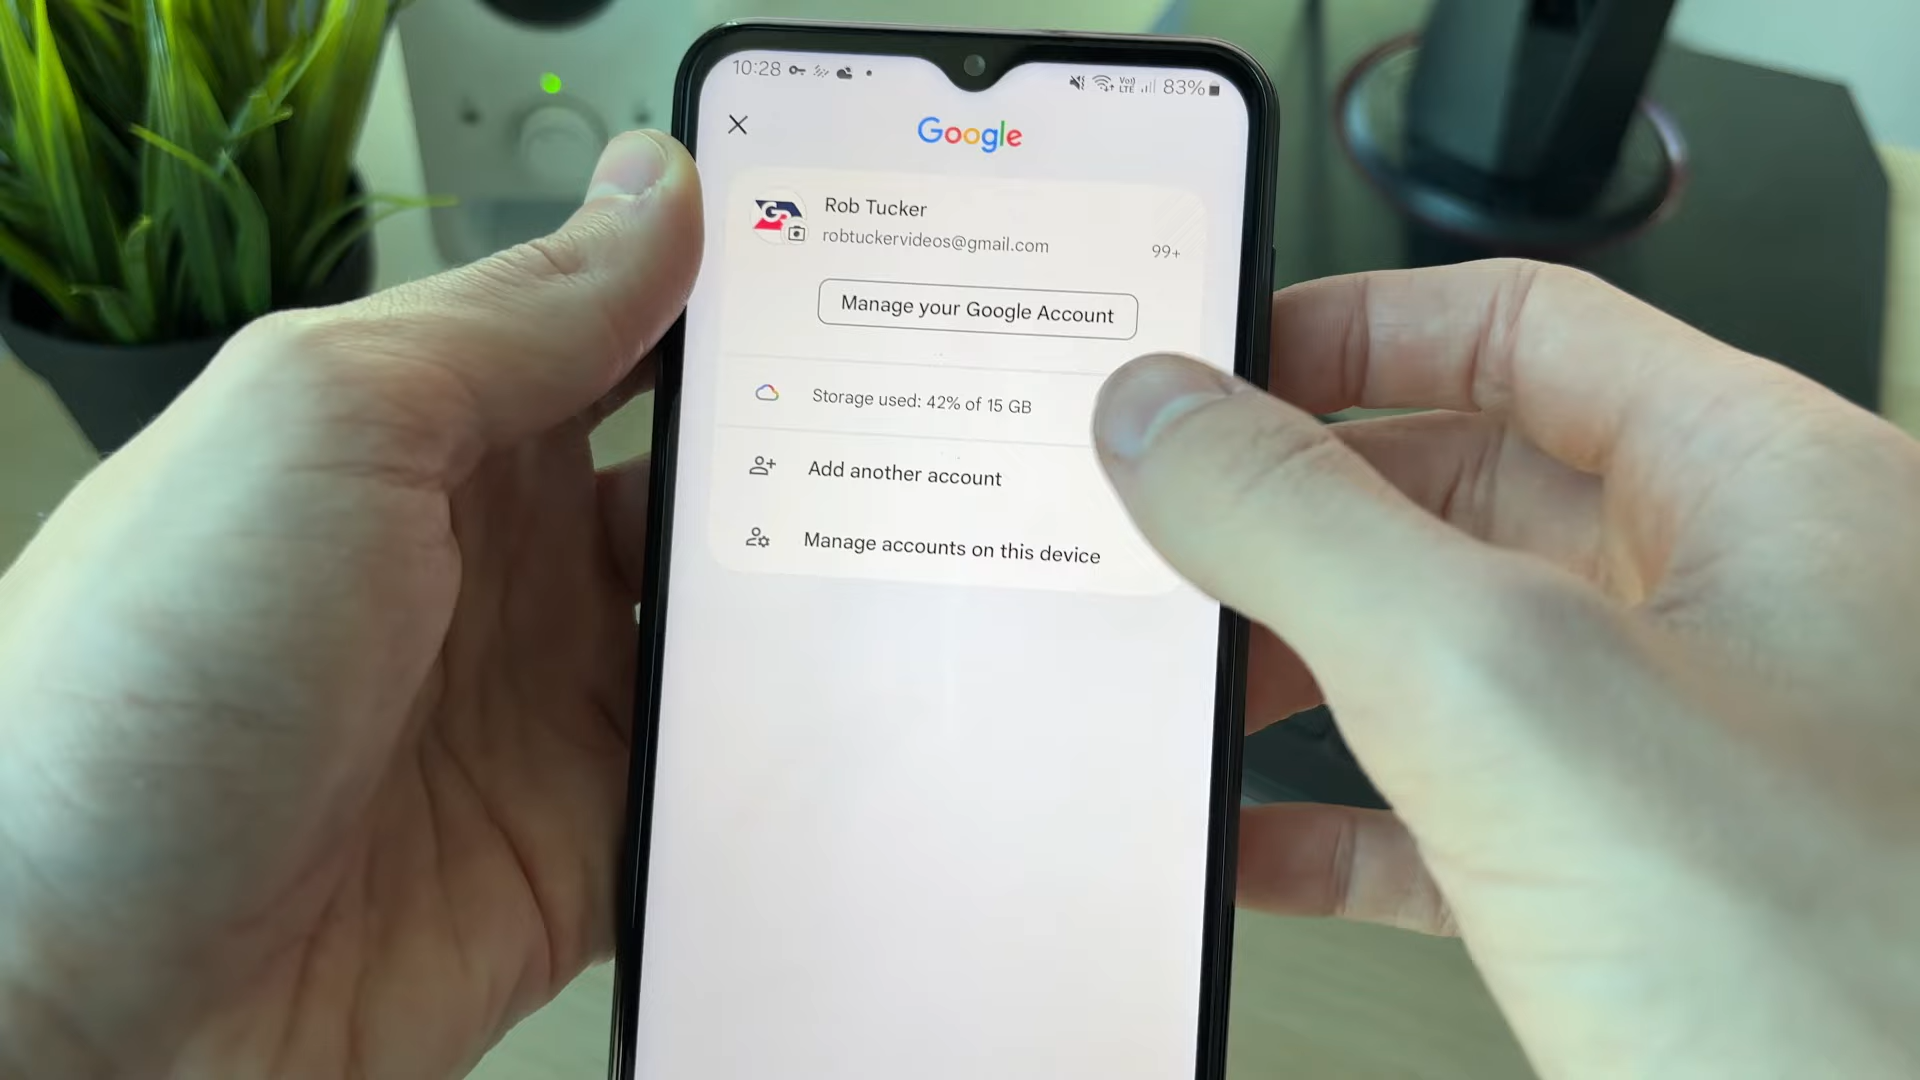 10:28 83%
Google
Rob Tucker
robtuckervideos@gmail.com
99+
Manage your Google Account
Storage used: 42% of 15 GB
Add another account
Manage accounts on this device